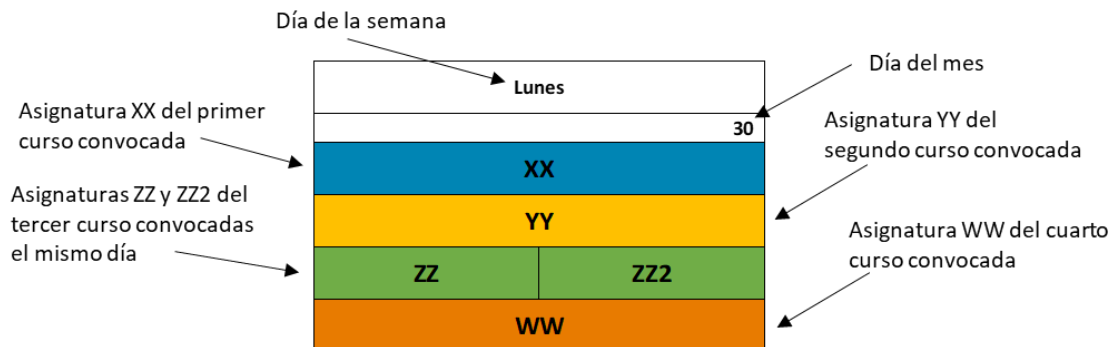 Día de la semana
Lunes
Día del mes
30
Asignatura XX del primer
curso convocada
XX
Asignatura YY del
segundo curso convocada
YY
Asignaturas ZZ y ZZ2 del
tercer curso convocadas
el mismo día
ZZ
ZZ2
Asignatura WW del cuarto
curso convocada
WW